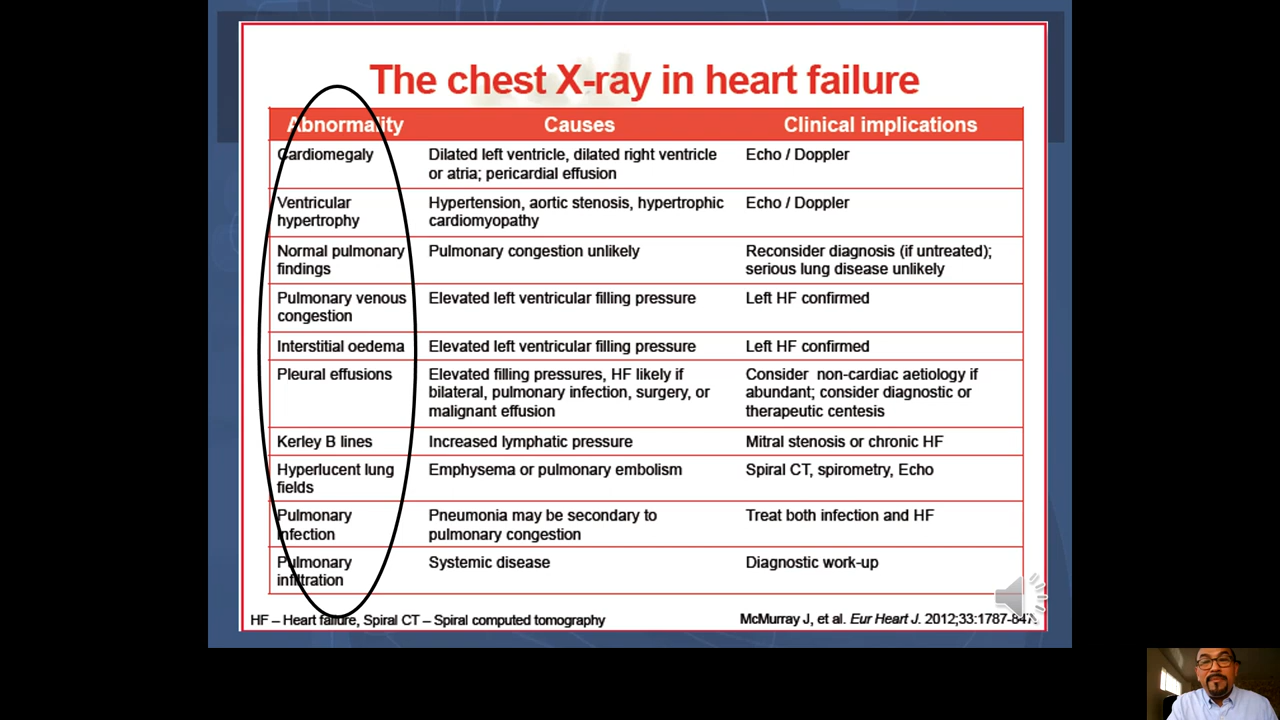 The chest X-ray in heart failure
Abnormality Causes Clinical implications
Cardiomegaly Dilated left ventricle, dilated right ventricle Echo / Doppler
or atria; pericardial effusion
Ventricular Hypertension, aortic stenosis, hypertrophic Echo / Doppler
hypertrophy cardiomyopathy
Normal pulmonary Pulmonary congestion unlikely Reconsider diagnosis (if untreated);
findings serious lung disease unlikely
Pulmonary venous Elevated left ventricular filling pressure Left HF confirmed
congestion
Interstitial oedema Elevated left ventricular filling pressure Left HF confirmed
Pleural effusions Elevated filling pressures, HF likely if Consider non-cardiac aetiology if
bilateral, pulmonary infection, surgery, or abundant; consider diagnostic or
malignant effusion therapeutic centesis
Kerley B lines Increased lymphatic pressure Mitral stenosis or chronic HF
Hyperlucent lung Emphysema or pulmonary embolism Spiral CT, spirometry, Echo
fields
Pulmonary Pneumonia may be secondary to Treat both infection and HF
infection pulmonary congestion
Pulmonary Systemic disease Diagnostic work-up
infiltration
HF – Heart failure, Spiral CT – Spiral computed tomography McMurray J, et al. Eur Heart J. 2012;33:1787-847.